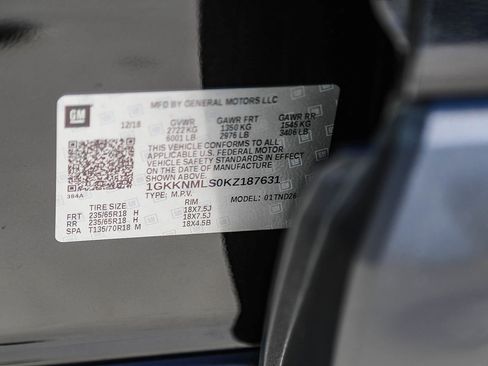 GM
MFD BY GENERAL MOTORS LLC
12/18 GVWR GAWR FRT GAWR RR
2722 KG 1350 KG 1545 KG
6001 LB 2976 LB 3406 LB
THIS VEHICLE CONFORMS TO ALL
APPLICABLE U.S. FEDERAL MOTOR
VEHICLE SAFETY STANDARDS IN EFFECT
ON THE DATE OF MANUFACTURE
SHOWN ABOVE.
1GKKNMLS0KZ187631
384A TYPE: M.P.V. MODEL: 01TND26
TIRE SIZE RIM
FRT 235/65R18 H 18X7.5J
RR 235/65R18 H 18X7.5J
SPA T135/70R18 M 18X4.5B